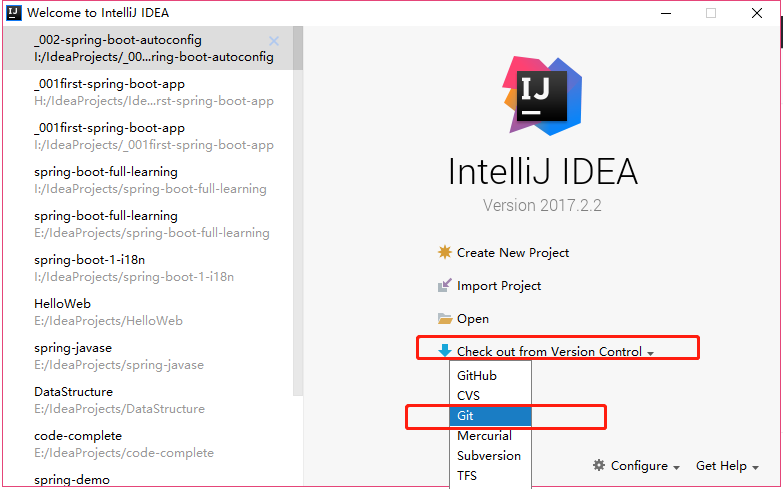 Welcome to IntelliJ IDEA
_002-spring-boot-autoconfig
I:/IdeaProjects/_00...ring-boot-autoconfig
_001first-spring-boot-app
H:/IdeaProjects/Ide...rst-spring-boot-app
_001first-spring-boot-app
I:/IdeaProjects/_001first-spring-boot-app
spring-boot-full-learning
I:/IdeaProjects/spring-boot-full-learning
spring-boot-full-learning
E:/IdeaProjects/spring-boot-full-learning
spring-boot-1-i18n
I:/IdeaProjects/spring-boot-1-i18n
HelloWeb
E:/IdeaProjects/HelloWeb
spring-javase
E:/IdeaProjects/spring-javase
DataStructure
E:/IdeaProjects/DataStructure
code-complete
E:/IdeaProjects/code-complete
spring-demo
IJ
IntelliJ IDEA
Version 2017.2.2
Create New Project
Import Project
Open
Check out from Version Control
GitHub
CVS
Git
Mercurial
Subversion
TFS
Configure
Get Help